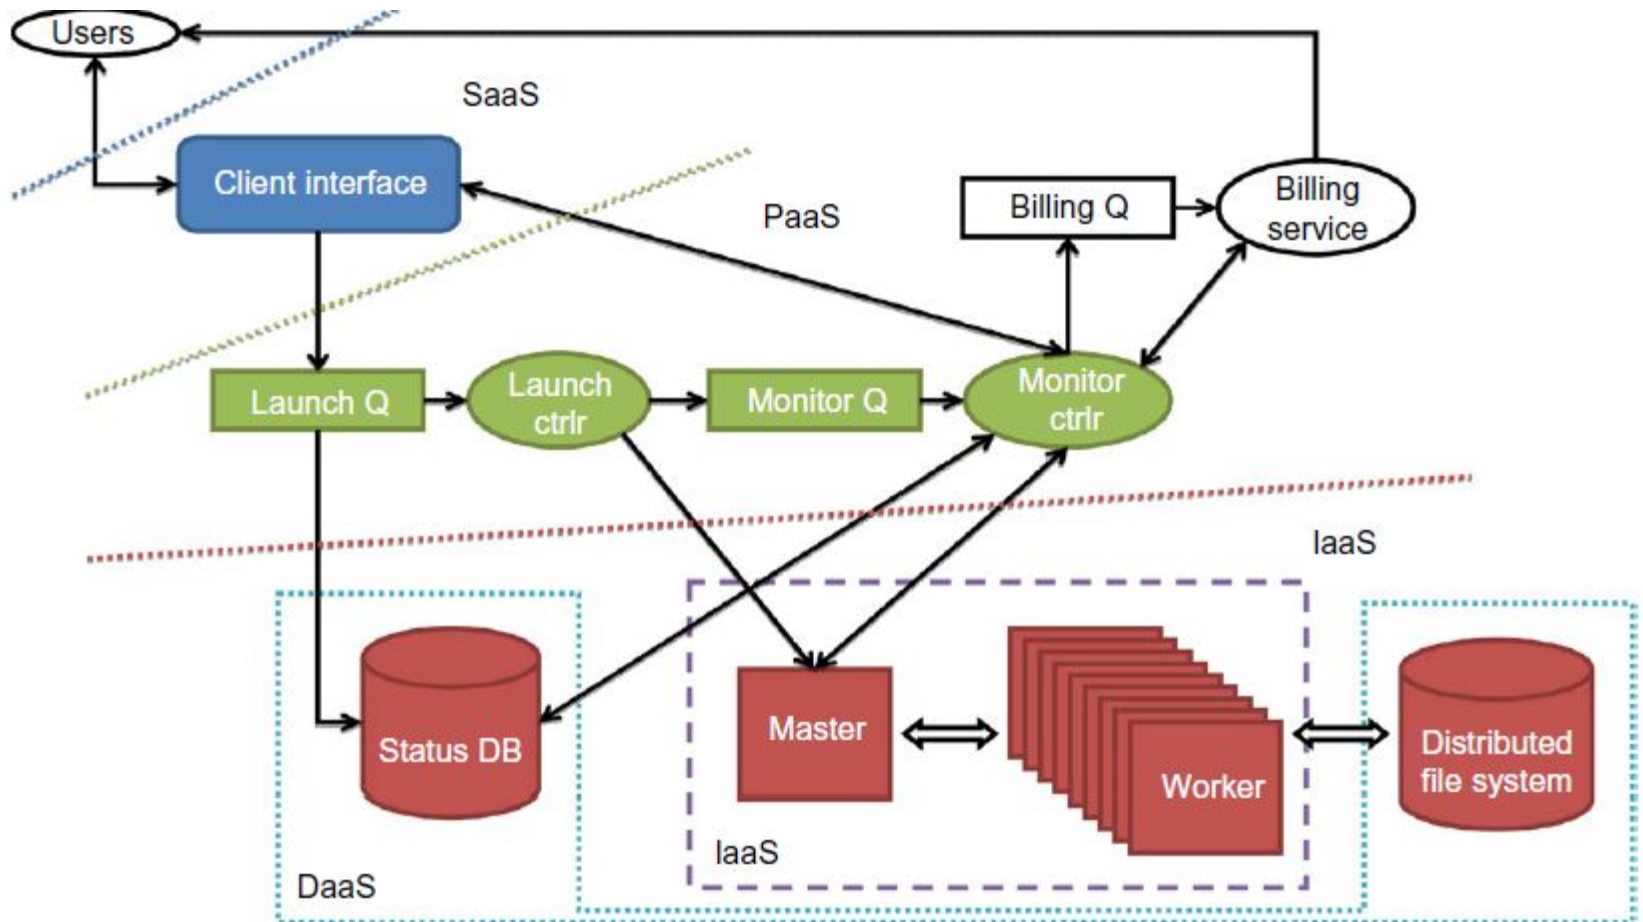 Users
SaaS
Client interface
PaaS
Billing Q
Billing
service
Launch Q
Launch
ctrlr
Monitor Q
Monitor
ctrlr
IaaS
Status DB
Master
Worker
Distributed
file system
IaaS
DaaS